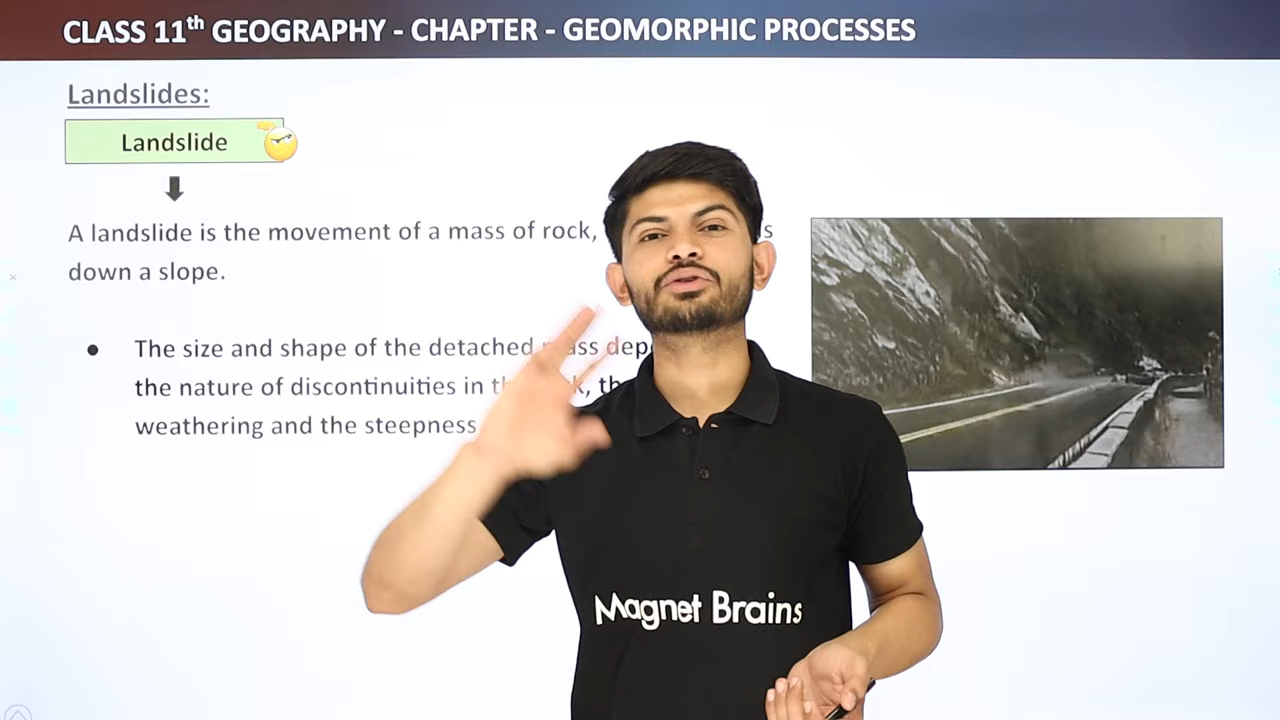 CLASS 11th GEOGRAPHY - CHAPTER - GEOMORPHIC PROCESSES
Landslides:
Landslide
A landslide is the movement of a mass of rock,
down a slope.
● The size and shape of the detached
the nature of discontinuities in
weathering and the steepness
Magnet Brains